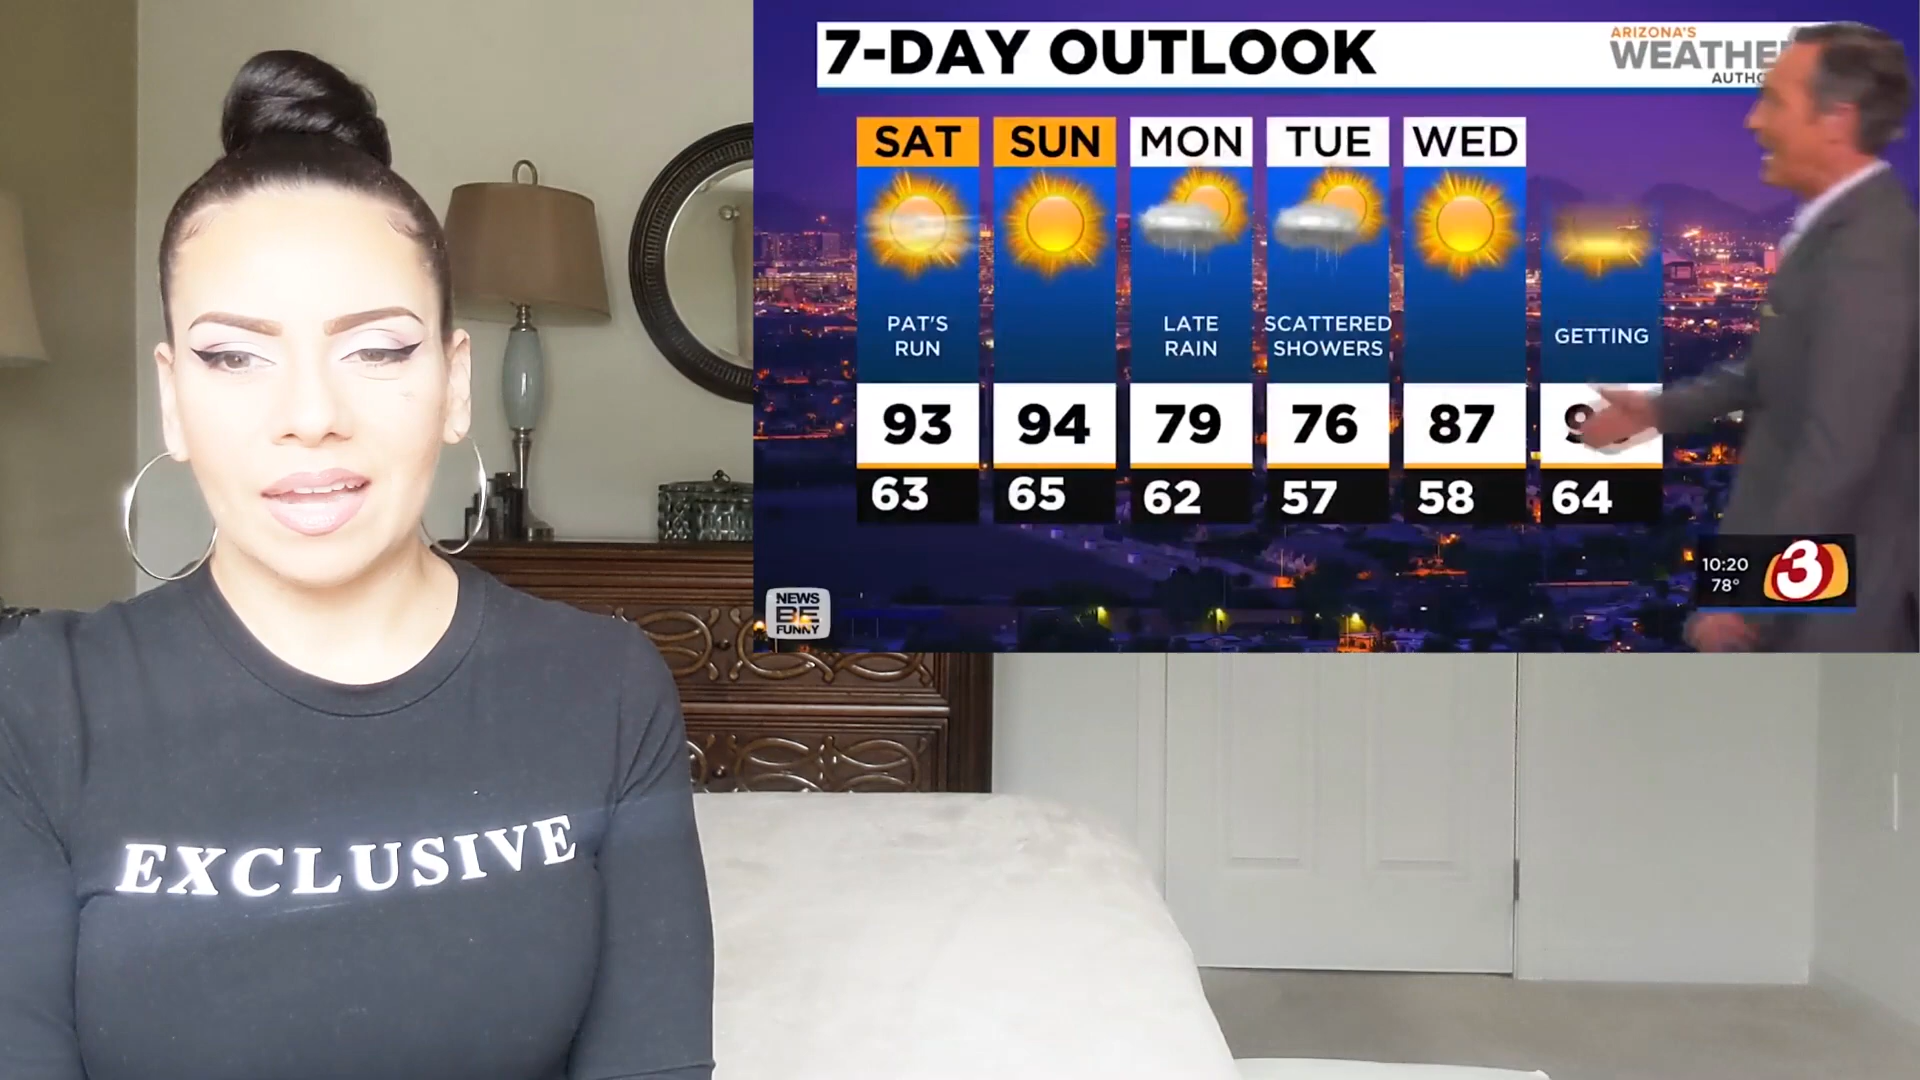 7-DAY OUTLOOK
ARIZONA'S
WEATHE
AUTHO
SAT
SUN
MON
TUE
WED
PAT'S
RUN
LATE
RAIN
SCATTERED
SHOWERS
GETTING
93
94
79
76
87
63
65
62
57
58
64
10:20
78°
3
NEWS
BE
FUNNY
EXCLUSIVE